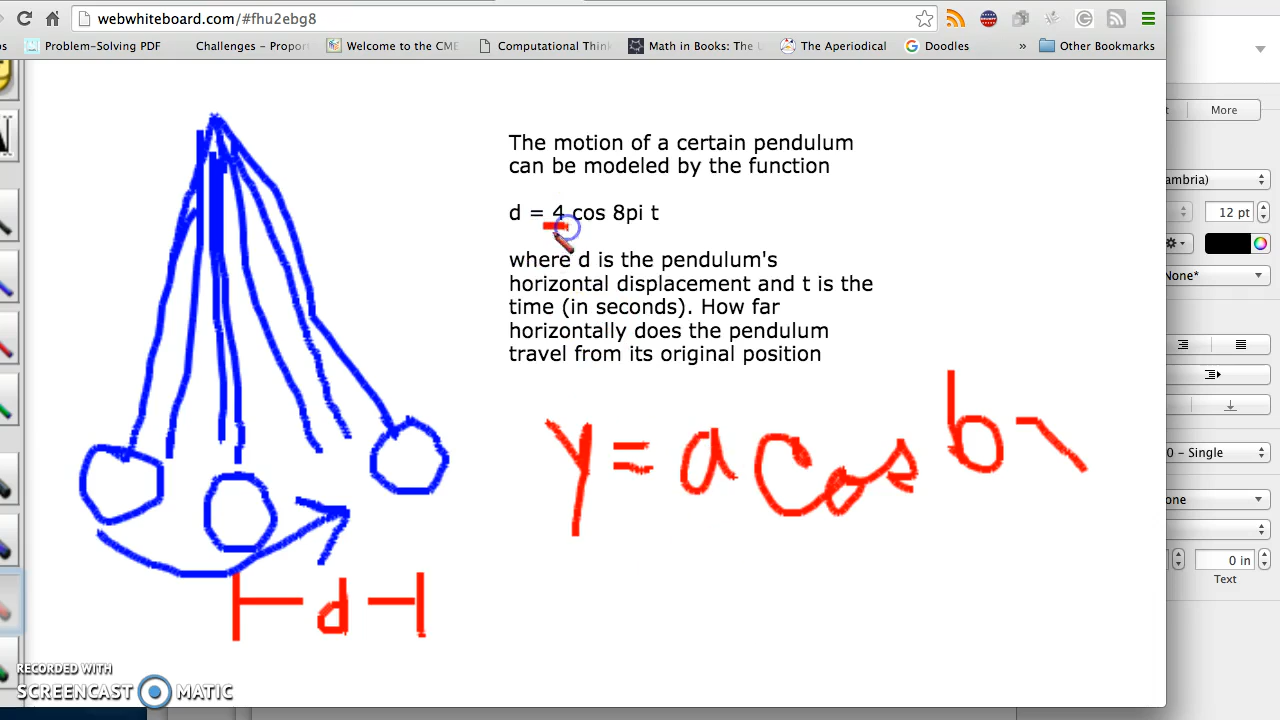 webwhiteboard.com/#fhu2ebg8
Problem-Solving PDF
Challenges - Propor
Welcome to the CME
Computational Thin
Math in Books: The U
The Aperiodical
Doodles
»
Other Bookmarks
More
The motion of a certain pendulum
can be modeled by the function
d = 4 cos 8pi t
where d is the pendulum's
horizontal displacement and t is the
time (in seconds). How far
horizontally does the pendulum
travel from its original position
y = a cos b
d
ambria)
12 pt
None*
0 - Single
one
0 in
Text
RECORDED WITH
SCREENCAST MATIC